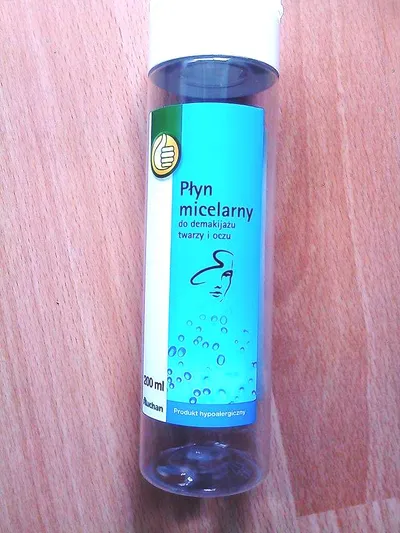 Płyn
micelarny
do demakijażu
twarzy i oczu
200 ml
Auchan
Produkt hypoalergiczny